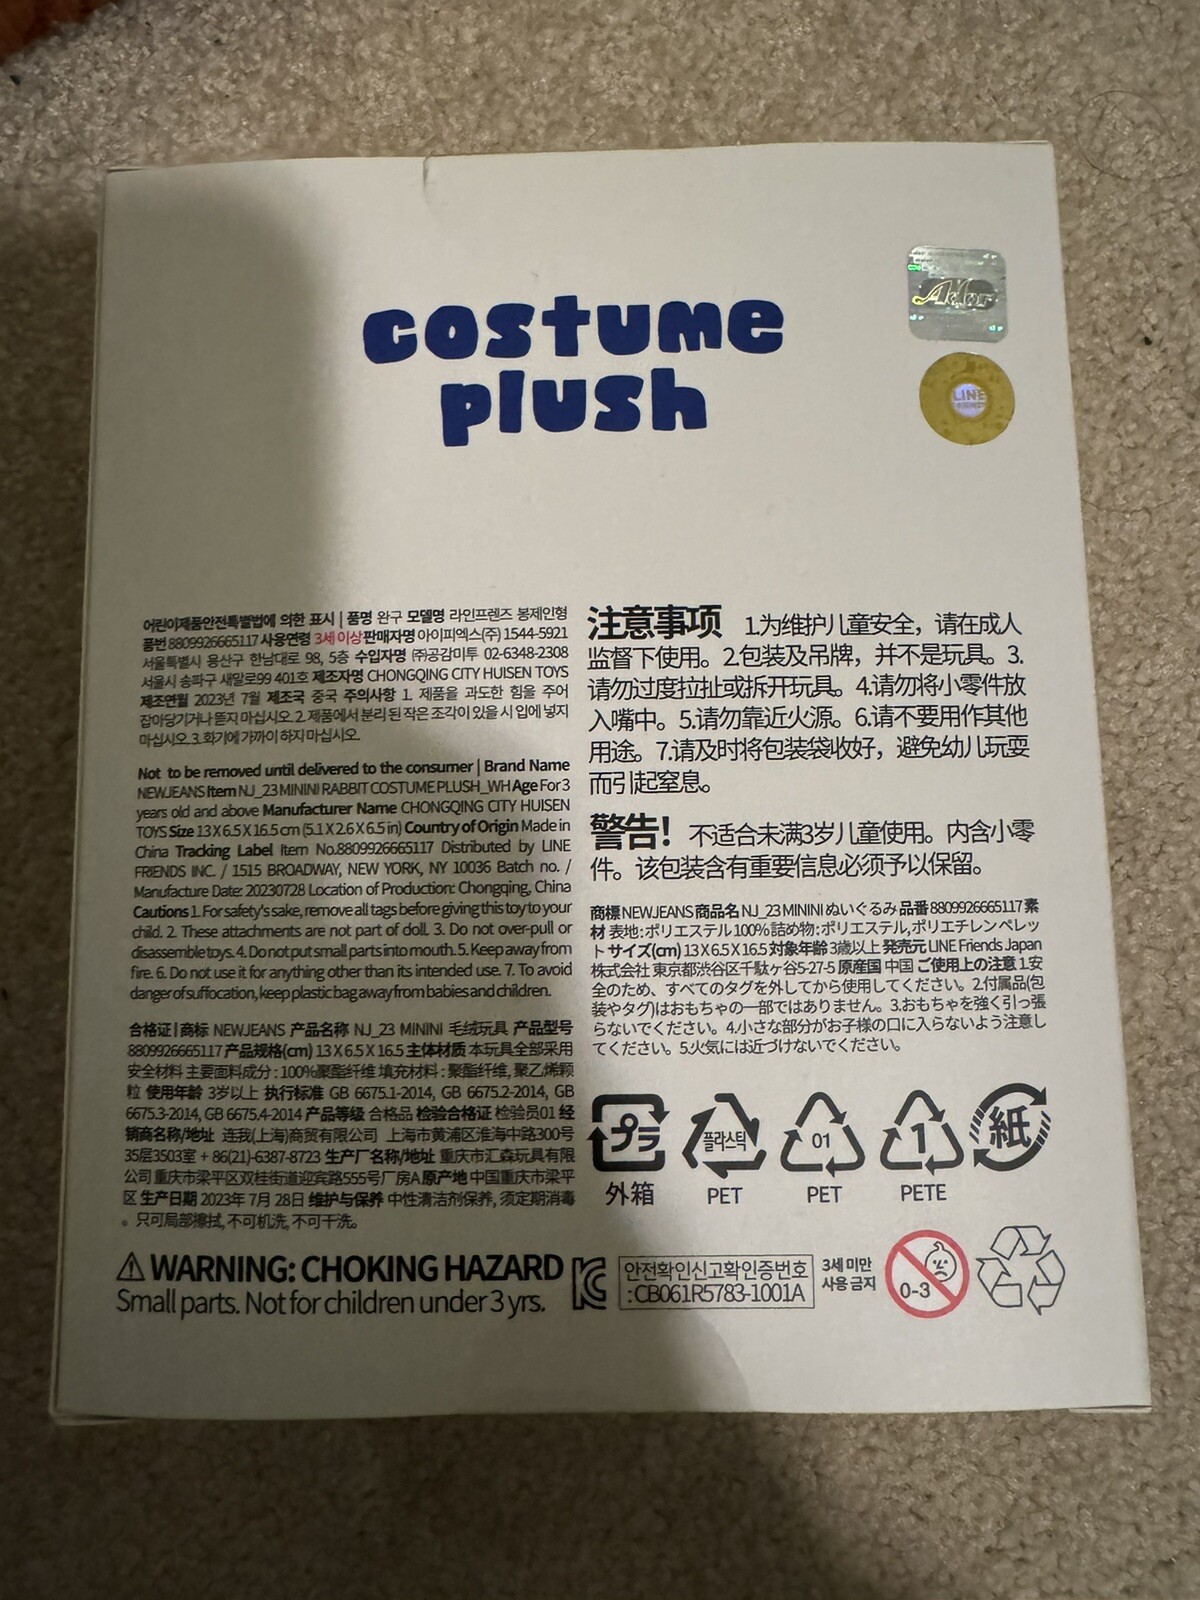 costume
plush
Ador
LINE
어린이제품안전특별법에 의한 표시 | 품명 완구 모델명 라인프렌즈 봉제인형
품번 8809926665117 사용연령 3세 이상 판매자명 아이피엑스(주) 1544-5921
서울특별시 용산구 한남대로 98, 5층 수입자명 ㈜공감미투 02-6348-2308
서울시 송파구 새말로99 401호 제조자명 CHONGQING CITY HUISEN TOYS
제조연월 2023년 7월 제조국 중국 주의사항 1. 제품을 과도한 힘을 주어
잡아당기거나 뜯지 마십시오. 2. 제품에서 분리 된 작은 조각이 있을 시 입에 넣지
마십시오. 3. 화기에 가까이 하지 마십시오.
Not to be removed until delivered to the consumer | Brand Name
NEWJEANS Item NJ_23 MININI RABBIT COSTUME PLUSH_WH Age For 3
years old and above Manufacturer Name CHONGQING CITY HUISEN
TOYS Size 13 X 6.5 X 16.5 cm (5.1 X 2.6 X 6.5 in) Country of Origin Made in
China Tracking Label Item No.8809926665117 Distributed by LINE
FRIENDS INC. / 1515 BROADWAY, NEW YORK, NY 10036 Batch no. /
Manufacture Date: 20230728 Location of Production: Chongqing, China
Cautions 1. For safety's sake, remove all tags before giving this toy to your
child. 2. These attachments are not part of doll. 3. Do not over-pull or
disassemble toys. 4. Do not put small parts into mouth. 5. Keep away from
fire. 6. Do not use it for anything other than its intended use. 7. To avoid
danger of suffocation, keep plastic bag away from babies and children.
合格证 | 商标 NEWJEANS 产品名称 NJ_23 MININI 毛绒玩具 产品型号
8809926665117 产品规格(cm) 13 X 6.5 X 16.5 主体材质 本玩具全部采用
安全材料 主要面料成分 : 100%聚酯纤维 填充材料 : 聚酯纤维, 聚乙烯颗
粒 使用年龄 3岁以上 执行标准 GB 6675.1-2014, GB 6675.2-2014, GB
6675.3-2014, GB 6675.4-2014 产品等级 合格品 检验合格证 检验员01 经
销商名称/地址 连我(上海)商贸有限公司 上海市黄浦区淮海中路300号
35层3503室 + 86(21)-6387-8723 生产厂名称/地址 重庆市汇森玩具有限
公司 重庆市梁平区双桂街道迎宾路555号厂房A 原产地 中国重庆市梁平
区 生产日期 2023年 7月 28日 维护与保养 中性清洁剂保养, 须定期消毒
。只可局部擦拭, 不可机洗, 不可干洗。
注意事项 1.为维护儿童安全，请在成人
监督下使用。2.包装及吊牌，并不是玩具。3.
请勿过度拉扯或拆开玩具。4.请勿将小零件放
入嘴中。5.请勿靠近火源。6.请不要用作其他
用途。7.请及时将包装袋收好，避免幼儿玩耍
而引起窒息。
警告！不适合未满3岁儿童使用。内含小零
件。该包装含有重要信息必须予以保留。
商標 NEWJEANS 商品名 NJ_23 MININI ぬいぐるみ 品番 8809926665117 素
材 表地 : ポリエステル 100% 詰め物 : ポリエステル, ポリエチレンペレッ
ト サイズ(cm) 13 X 6.5 X 16.5 対象年齢 3歳以上 発売元 LINE Friends Japan
株式会社 東京都渋谷区千駄ヶ谷5-27-5 原産国 中国 ご使用上の注意 1.安
全のため、すべてのタグを外してから使用してください。2.付属品(包
装やタグ)はおもちゃの一部ではありません。3.おもちゃを強く引っ張
らないでください。4.小さな部分がお子様の口に入らないよう注意し
てください。5.火気には近づけないでください。
プラ 플라스틱 01 1 紙
外箱 PET PET PETE
WARNING: CHOKING HAZARD
Small parts. Not for children under 3 yrs.
KC
안전확인신고확인증번호
: CB061R5783-1001A
3세 미만
사용 금지
0-3